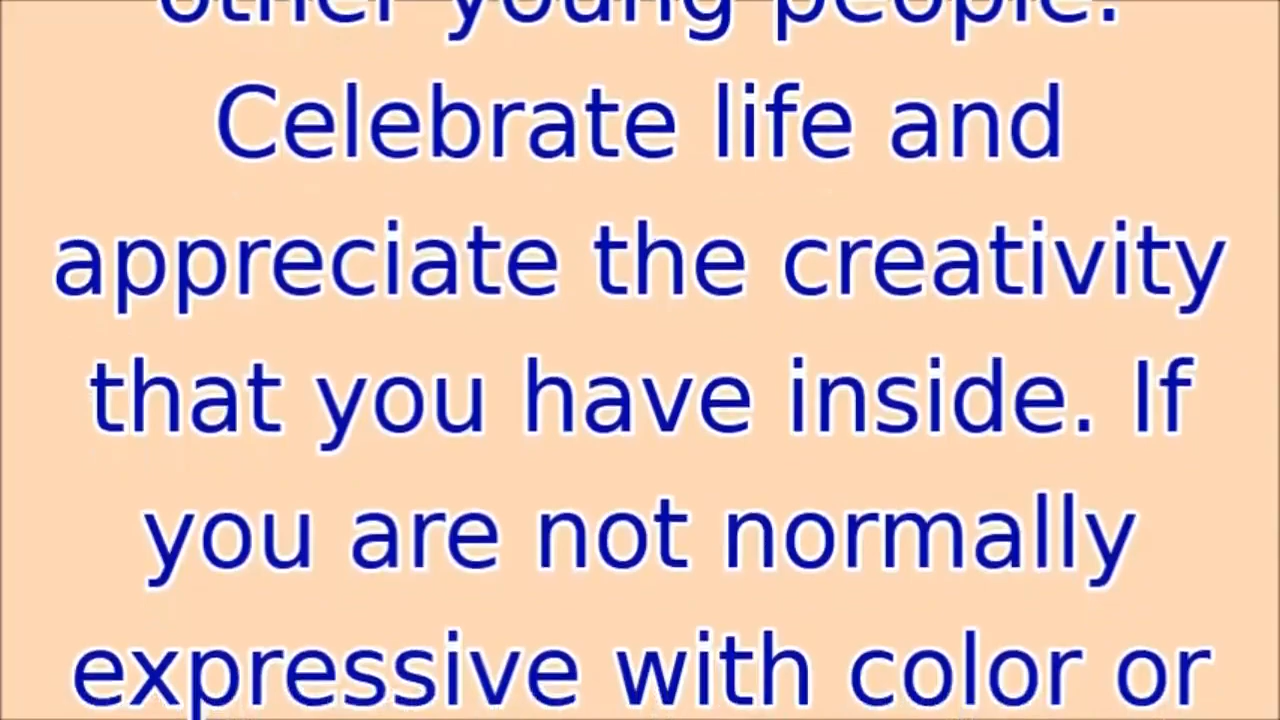 other young people.
Celebrate life and
appreciate the creativity
that you have inside. If
you are not normally
expressive with color or